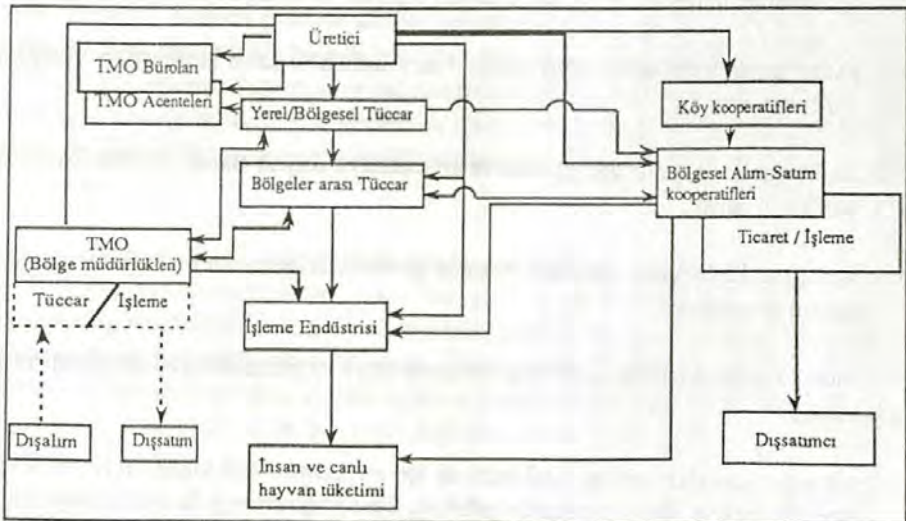 Üretici
TMO Büroları
TMO Acenteleri
Yerel/Bölgesel Tüccar
Köy kooperatifleri
Bölgeler arası Tüccar
Bölgesel Alım-Satım
kooperatifleri
Ticaret / İşleme
TMO
(Bölge müdürlükleri)
Tüccar
İşleme
İşleme Endüstrisi
Dışalım
Dışsatım
İnsan ve canlı
hayvan tüketimi
Dışsatımcı